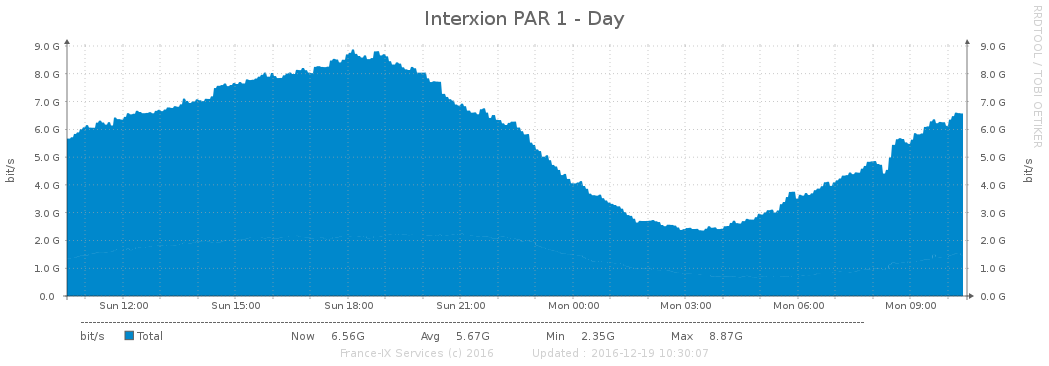 Interxion PAR 1 - Day
RRDTOOL / TOBI OETIKER
bit/s
9.0 G
8.0 G
7.0 G
6.0 G
5.0 G
4.0 G
3.0 G
2.0 G
1.0 G
0.0
9.0 G
8.0 G
7.0 G
6.0 G
5.0 G
4.0 G
3.0 G
2.0 G
1.0 G
0.0 G
bit/s
Sun 12:00 Sun 15:00 Sun 18:00 Sun 21:00 Mon 00:00 Mon 03:00 Mon 06:00 Mon 09:00
bit/s Total Now 6.56G Avg 5.67G Min 2.35G Max 8.87G
France-IX Services (c) 2016 Updated : 2016-12-19 10:30:07